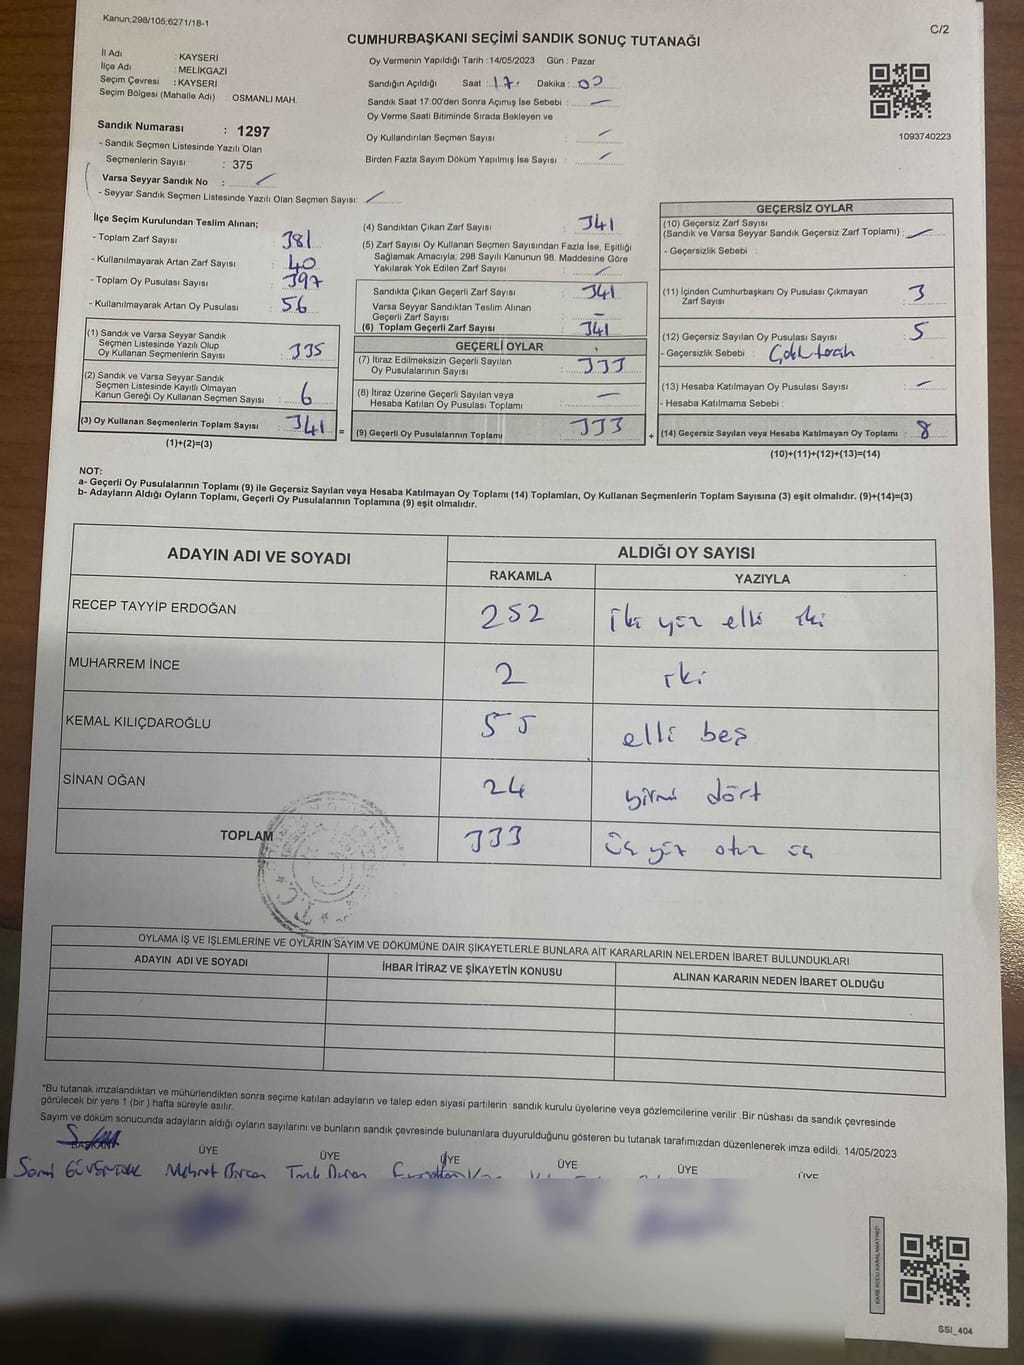 Kanun;298/105,6271/18-1
C/2
CUMHURBAŞKANI SEÇİMİ SANDIK SONUÇ TUTANAĞI
İl Adı : KAYSERİ
İlçe Adı : MELİKGAZİ
Seçim Çevresi : KAYSERİ
Seçim Bölgesi (Mahalle Adı) : OSMANLI MAH.
Oy Vermenin Yapıldığı Tarih : 14/05/2023 Gün : Pazar
Sandığın Açıldığı Saat : 17. Dakika : 00
Sandık Saat 17:00'den Sonra Açımış İse Sebebi : —
Oy Verme Saati Bitiminde Sırada Bekleyen ve
Oy Kullandırılan Seçmen Sayısı : —
Birden Fazla Sayım Döküm Yapılmış İse Sayısı : —
1093740223
Sandık Numarası : 1297
- Sandık Seçmen Listesinde Yazılı Olan
Seçmenlerin Sayısı : 375
Varsa Seyyar Sandık No : —
- Seyyar Sandık Seçmen Listesinde Yazılı Olan Seçmen Sayısı: —
İlçe Seçim Kurulundan Teslim Alınan;
- Toplam Zarf Sayısı : 381
- Kullanılmayarak Artan Zarf Sayısı : 40
- Toplam Oy Pusulası Sayısı : 397
- Kullanılmayarak Artan Oy Pusulası : 56
(1) Sandık ve Varsa Seyyar Sandık
Seçmen Listesinde Yazılı Olup
Oy Kullanan Seçmenlerin Sayısı : 335
(2) Sandık ve Varsa Seyyar Sandık
Seçmen Listesinde Kayıtlı Olmayan
Kanun Gereği Oy Kullanan Seçmen Sayısı : 6
(3) Oy Kullanan Seçmenlerin Toplam Sayısı : 341 =
(1)+(2)=(3)
(4) Sandıktan Çıkan Zarf Sayısı : 341
(5) Zarf Sayısı Oy Kullanan Seçmen Sayısından Fazla İse, Eşitliği
Sağlamak Amacıyla; 298 Sayılı Kanunun 98. Maddesine Göre
Yakılarak Yok Edilen Zarf Sayısı : —
Sandıkta Çıkan Geçerli Zarf Sayısı : 341
Varsa Seyyar Sandıktan Teslim Alınan
Geçerli Zarf Sayısı : —
(6) Toplam Geçerli Zarf Sayısı : 341
GEÇERLİ OYLAR
(7) İtiraz Edilmeksizin Geçerli Sayılan
Oy Pusulalarının Sayısı : 333
(8) İtiraz Üzerine Geçerli Sayılan veya
Hesaba Katılan Oy Pusulası Toplamı : —
(9) Geçerli Oy Pusulalarının Toplamı : 333 +
GEÇERSİZ OYLAR
(10) Geçersiz Zarf Sayısı
(Sandık ve Varsa Seyyar Sandık Geçersiz Zarf Toplamı) : —
- Geçersizlik Sebebi :
(11) İçinden Cumhurbaşkanı Oy Pusulası Çıkmayan
Zarf Sayısı : 3
(12) Geçersiz Sayılan Oy Pusulası Sayısı : 5
- Geçersizlik Sebebi :
(13) Hesaba Katılmayan Oy Pusulası Sayısı : —
- Hesaba Katılmama Sebebi :
(14) Geçersiz Sayılan veya Hesaba Katılmayan Oy Toplamı : 8
(10)+(11)+(12)+(13)=(14)
NOT:
a- Geçerli Oy Pusulalarının Toplamı (9) ile Geçersiz Sayılan veya Hesaba Katılmayan Oy Toplamı (14) Toplamları, Oy Kullanan Seçmenlerin Toplam Sayısına (3) eşit olmalıdır. (9)+(14)=(3)
b- Adayların Aldığı Oyların Toplamı, Geçerli Oy Pusulalarının Toplamına (9) eşit olmalıdır.
ADAYIN ADI VE SOYADI ALDIĞI OY SAYISI
RAKAMLA YAZIYLA
RECEP TAYYİP ERDOĞAN 252 İki yüz elli iki
MUHARREM İNCE 2 iki
KEMAL KILIÇDAROĞLU 55 elli beş
SİNAN OĞAN 24 yirmi dört
TOPLAM 333 üç yüz otuz üç
T.C.
OYLAMA İŞ VE İŞLEMLERİNE VE OYLARIN SAYIM VE DÖKÜMÜNE DAİR ŞİKAYETLERLE BUNLARA AİT KARARLARIN NELERDEN İBARET BULUNDUKLARI
ADAYIN ADI VE SOYADI İHBAR İTİRAZ VE ŞİKAYETİN KONUSU ALINAN KARARIN NEDEN İBARET OLDUĞU
*Bu tutanak imzalandıktan ve mühürlendikten sonra seçime katılan adayların ve talep eden siyasi partilerin sandık kurulu üyelerine veya gözlemcilerine verilir .Bir nüshası da sandık çevresinde
görülecek bir yere 1 (bir ) hafta süreyle asılır.
Sayım ve döküm sonucunda adayların aldığı oyların sayılarını ve bunların sandık çevresinde bulunanlara duyurulduğunu gösteren bu tutanak tarafımızdan düzenlenerek imza edildi. 14/05/2023
BAŞKAN ÜYE ÜYE ÜYE ÜYE ÜYE ÜYE
Mehmet
KARE KODU KARALAMAYINIZ!
SSI_404